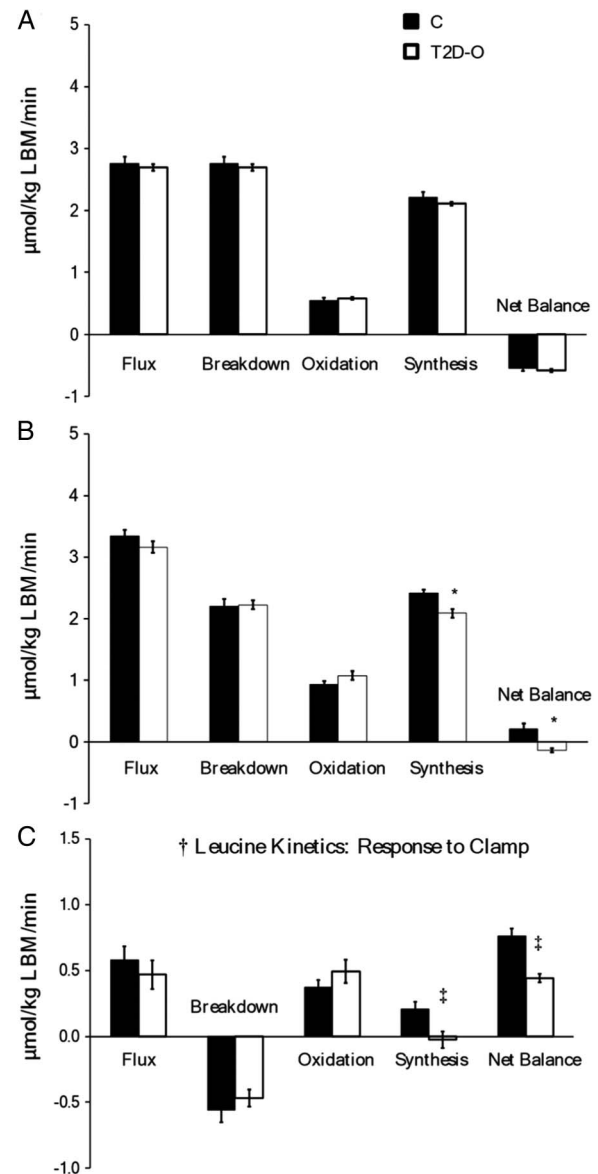 A
C
T2D-O
µmol/kg LBM/min
5
4
3
2
1
0
-1
Net Balance
Flux
Breakdown
Oxidation
Synthesis
B
µmol/kg LBM/min
5
4
3
2
1
0
-1
*
Net Balance
*
Flux
Breakdown
Oxidation
Synthesis
C
† Leucine Kinetics: Response to Clamp
µmol/kg LBM/min
1.5
1.0
0.5
0.0
-0.5
-1.0
‡
‡
Breakdown
Flux
Oxidation
Synthesis
Net Balance